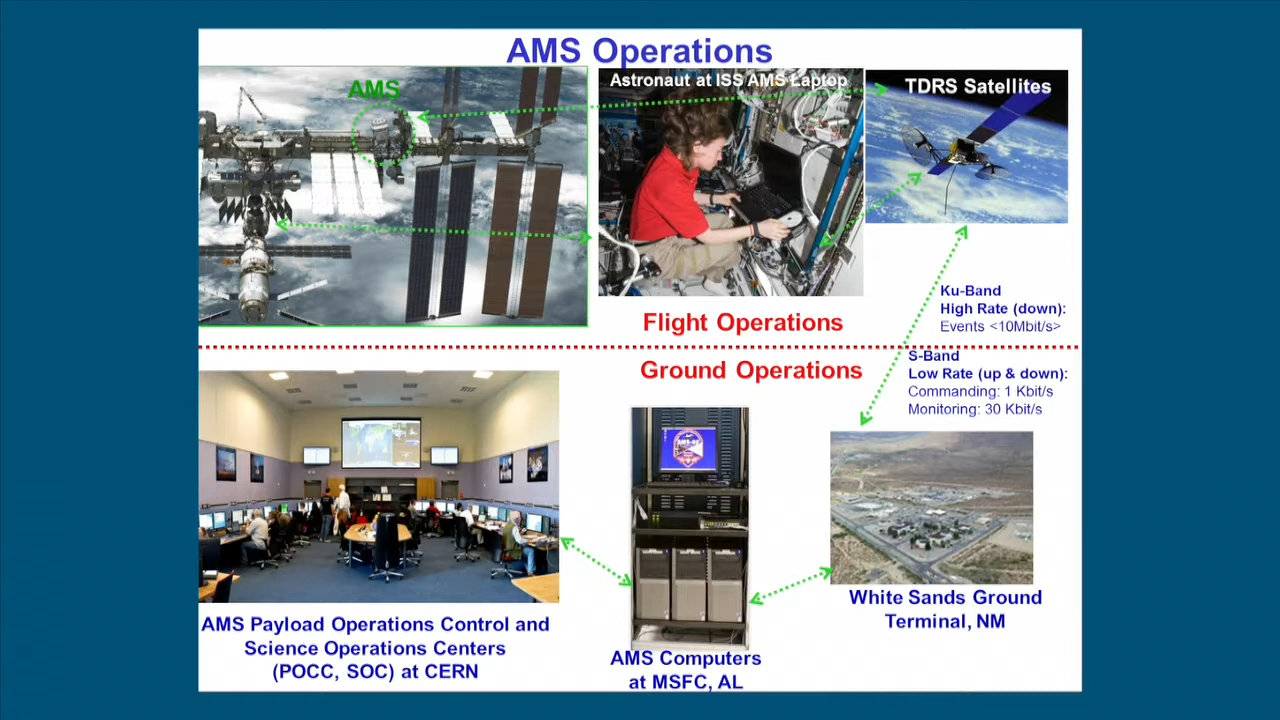 AMS Operations
AMS
Astronaut at ISS AMS Laptop
TDRS Satellites
Ku-Band
High Rate (down):
Events <10Mbit/s>
Flight Operations
Ground Operations
S-Band
Low Rate (up & down):
Commanding: 1 Kbit/s
Monitoring: 30 Kbit/s
AMS-02
White Sands Ground
Terminal, NM
AMS Payload Operations Control and
Science Operations Centers
(POCC, SOC) at CERN
AMS Computers
at MSFC, AL